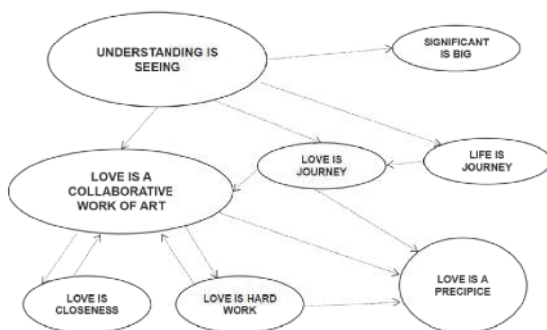 UNDERSTANDING IS
SEEING
SIGNIFICANT
IS BIG
LOVE IS A
COLLABORATIVE
WORK OF ART
LOVE IS
JOURNEY
LIFE IS
JOURNEY
LOVE IS
CLOSENESS
LOVE IS HARD
WORK
LOVE IS A
PRECIPICE